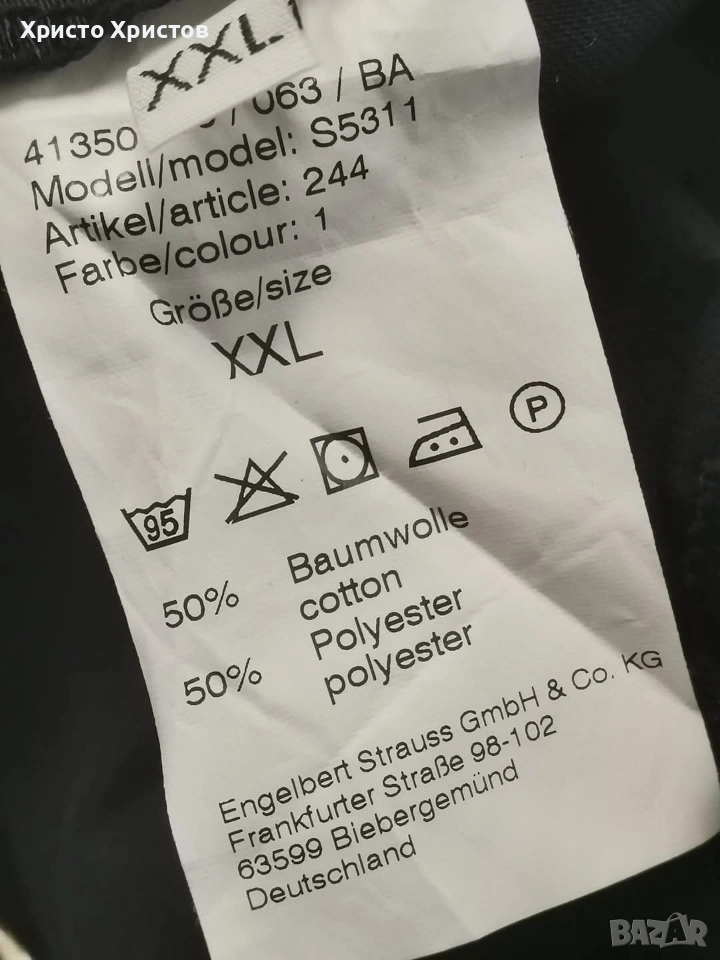 Христо Христов
XXL
41350 / 063 / BA
Modell/model: S5311
Artikel/article: 244
Farbe/colour: 1
Größe/size
XXL
95
P
50% Baumwolle
cotton
50% Polyester
polyester
Engelbert Strauss GmbH & Co. KG
Frankfurter Straße 98-102
63599 Biebergemünd
Deutschland
BAZAR